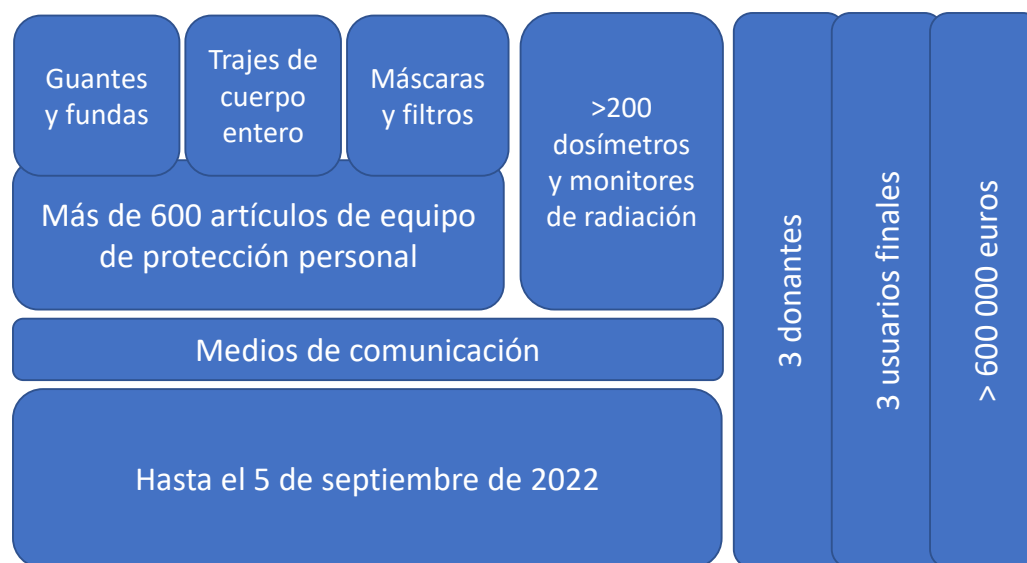 Guantes
y fundas
Trajes de
cuerpo
entero
Máscaras
y filtros
>200
dosímetros
y monitores
de radiación
Más de 600 artículos de equipo
de protección personal
Medios de comunicación
Hasta el 5 de septiembre de 2022
3 donantes
3 usuarios finales
> 600 000 euros